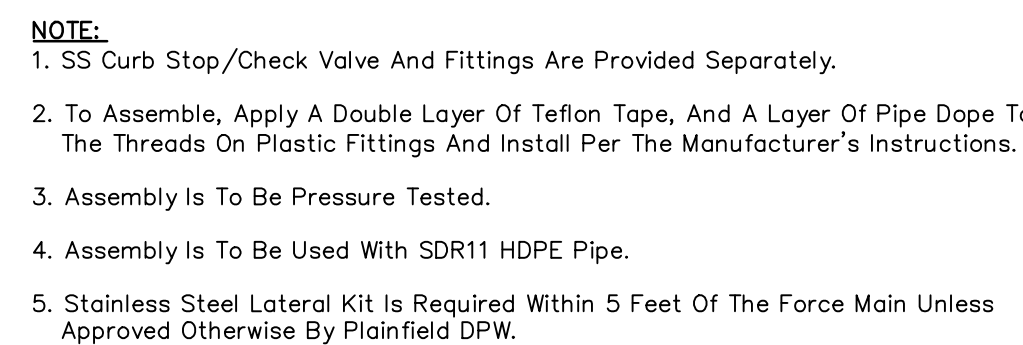 NOTE:
1. SS Curb Stop/Check Valve And Fittings Are Provided Separately.
2. To Assemble, Apply A Double Layer Of Teflon Tape, And A Layer Of Pipe Dope To
The Threads On Plastic Fittings And Install Per The Manufacturer's Instructions.
3. Assembly Is To Be Pressure Tested.
4. Assembly Is To Be Used With SDR11 HDPE Pipe.
5. Stainless Steel Lateral Kit Is Required Within 5 Feet Of The Force Main Unless
Approved Otherwise By Plainfield DPW.